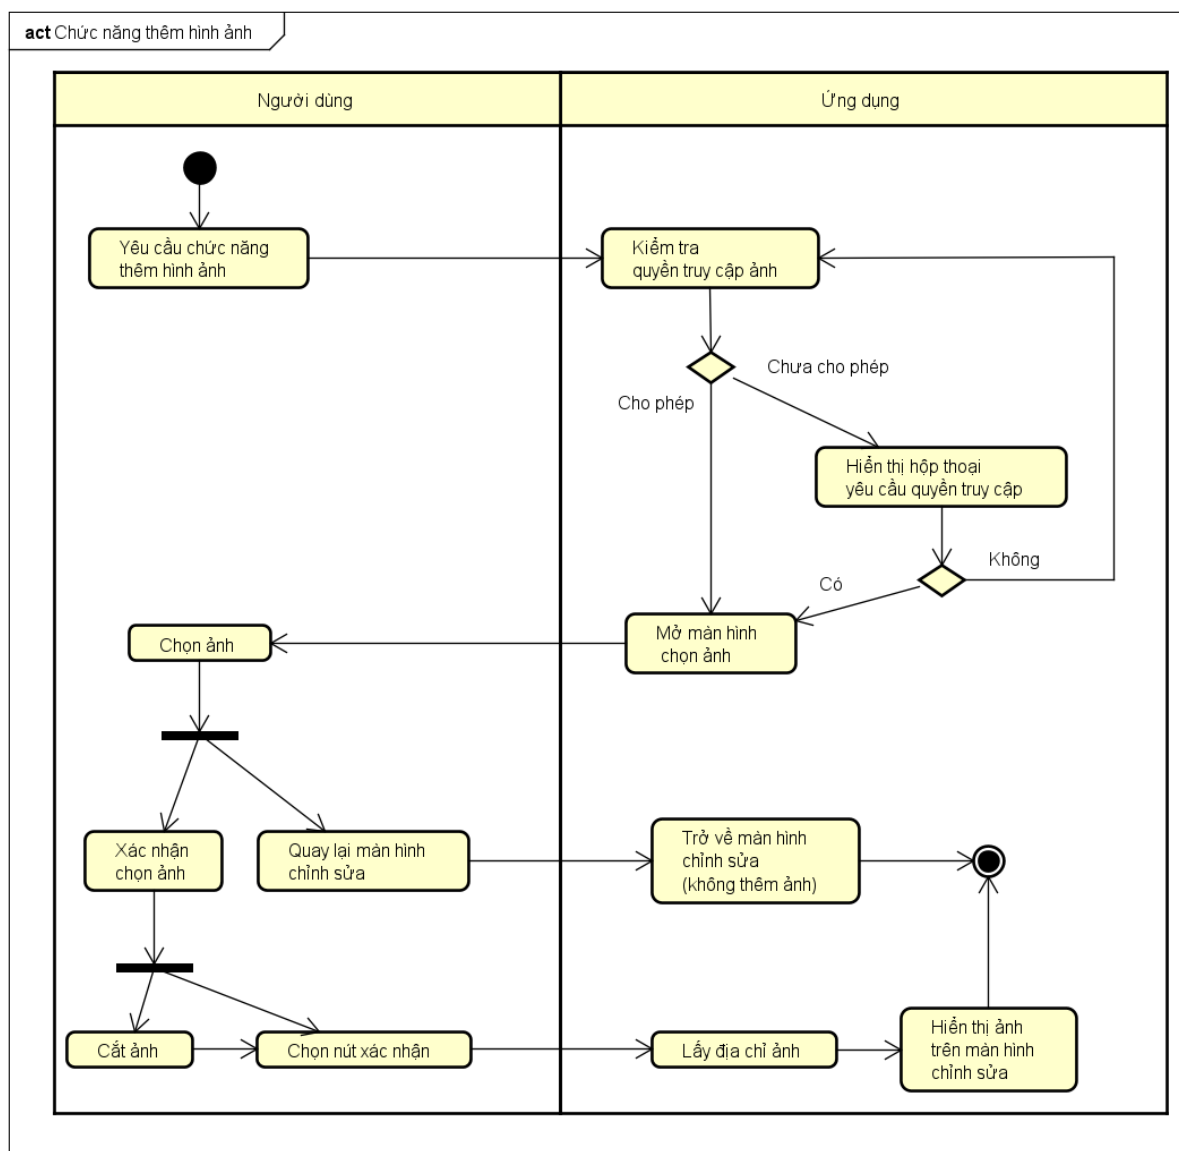 act Chức năng thêm hình ảnh
Người dùng
Ứng dụng
Yêu cầu chức năng
thêm hình ảnh
Kiểm tra
quyền truy cập ảnh
Chưa cho phép
Cho phép
Hiển thị hộp thoại
yêu cầu quyền truy cập
Không
Có
Mở màn hình
chọn ảnh
Chọn ảnh
Xác nhận
chọn ảnh
Quay lại màn hình
chỉnh sửa
Trở về màn hình
chỉnh sửa
(không thêm ảnh)
Cắt ảnh
Chọn nút xác nhận
Lấy địa chỉ ảnh
Hiển thị ảnh
trên màn hình
chỉnh sửa